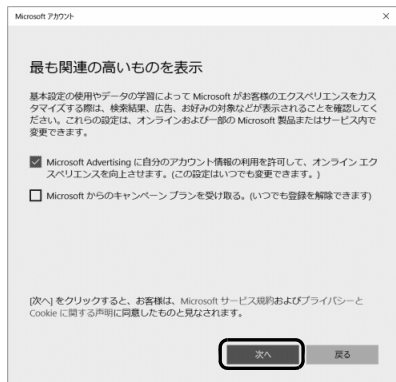 Microsoft アカウント
最も関連の高いものを表示
基本設定の使用やデータの学習によって Microsoft がお客様のエクスペリエンスをカス
タマイズする際は、検索結果、広告、お好みの対象などが表示されることを確認してく
ださい。これらの設定は、オンラインおよび一部の Microsoft 製品またはサービス内で
変更できます。
Microsoft Advertising に自分のアカウント情報の利用を許可して、オンライン エク
スペリエンスを向上させます。(この設定はいつでも変更できます。)
Microsoft からのキャンペーン プランを受け取る。(いつでも登録を解除できます)
[次へ] をクリックすると、お客様は、Microsoft サービス規約およびプライバシーと
Cookie に関する声明に同意したものと見なされます。
次へ 戻る